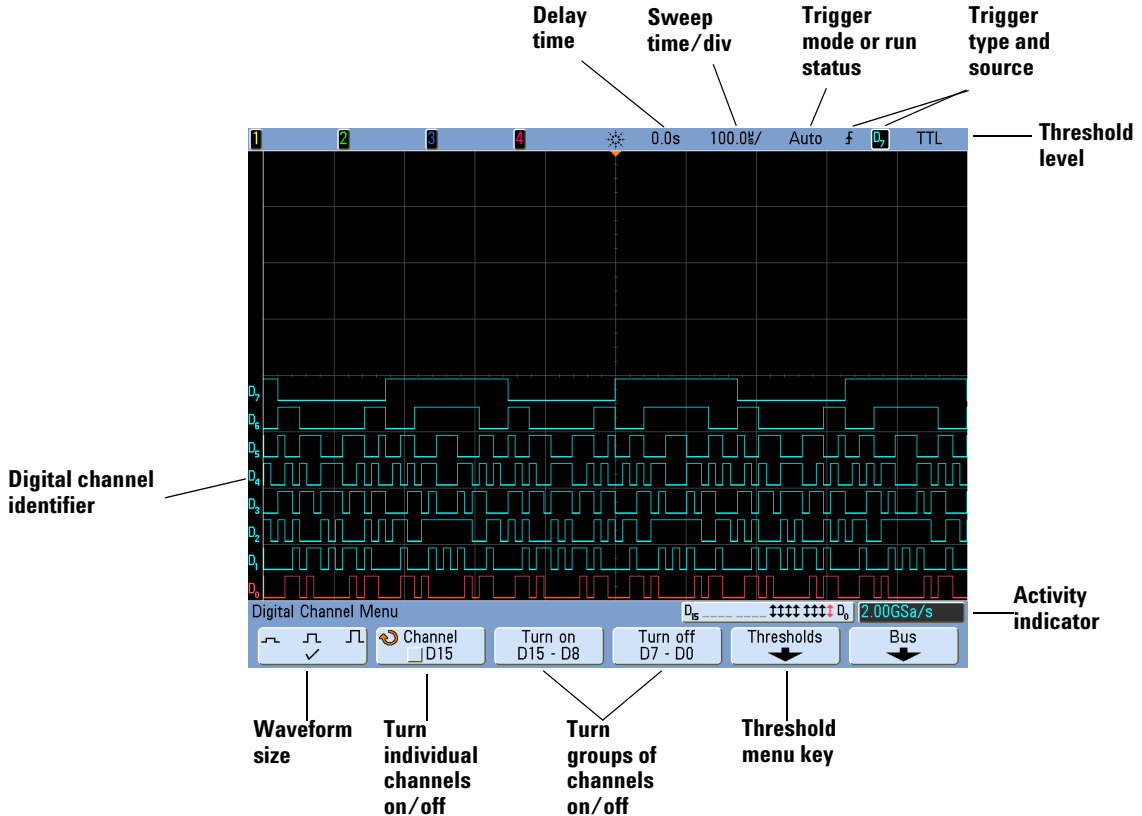 Delay
time
Sweep
time/div
Trigger
mode or run
status
Trigger
type and
source
1 2 3 4 0.0s 100.0µs/ Auto D7 TTL
Threshold
level
D7
D6
D5
D4
Digital channel
identifier
D3
D2
D1
D0
Digital Channel Menu D15 D0 2.00GSa/s
Activity
indicator
Channel
D15
Turn on
D15 - D8
Turn off
D7 - D0
Thresholds
Bus
Waveform
size
Turn
individual
channels
on/off
Turn
groups of
channels
on/off
Threshold
menu key